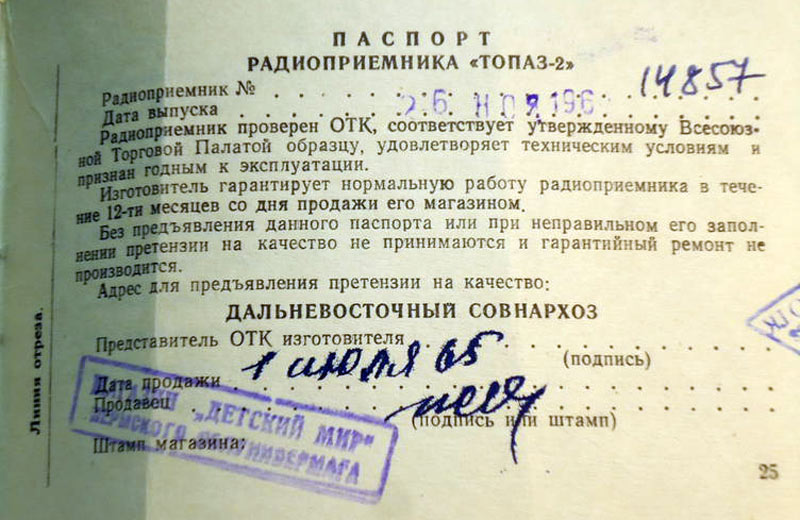 ПАСПОРТ
РАДИОПРИЕМНИКА «ТОПАЗ-2»
Радиоприемник № 14857
Дата выпуска 26 НОЯ 196
Радиоприемник проверен ОТК, соответствует утвержденному Всесоюз-
ной Торговой Палатой образцу, удовлетворяет техническим условиям и
признан годным к эксплуатации.
Изготовитель гарантирует нормальную работу радиоприемника в тече-
ние 12-ти месяцев со дня продажи его магазином.
Без предъявления данного паспорта или при неправильном его запол-
нении претензии на качество не принимаются и гарантийный ремонт не
производится.
Адрес для предъявления претензии на качество:
ДАЛЬНЕВОСТОЧНЫЙ СОВНАРХОЗ
Представитель ОТК изготовителя
(подпись)
1 июля 65
Дата продажи
Продавец
(подпись или штамп)
Штамп магазина:
„ДЕТСКИЙ МИР"
25
Линия отреза.